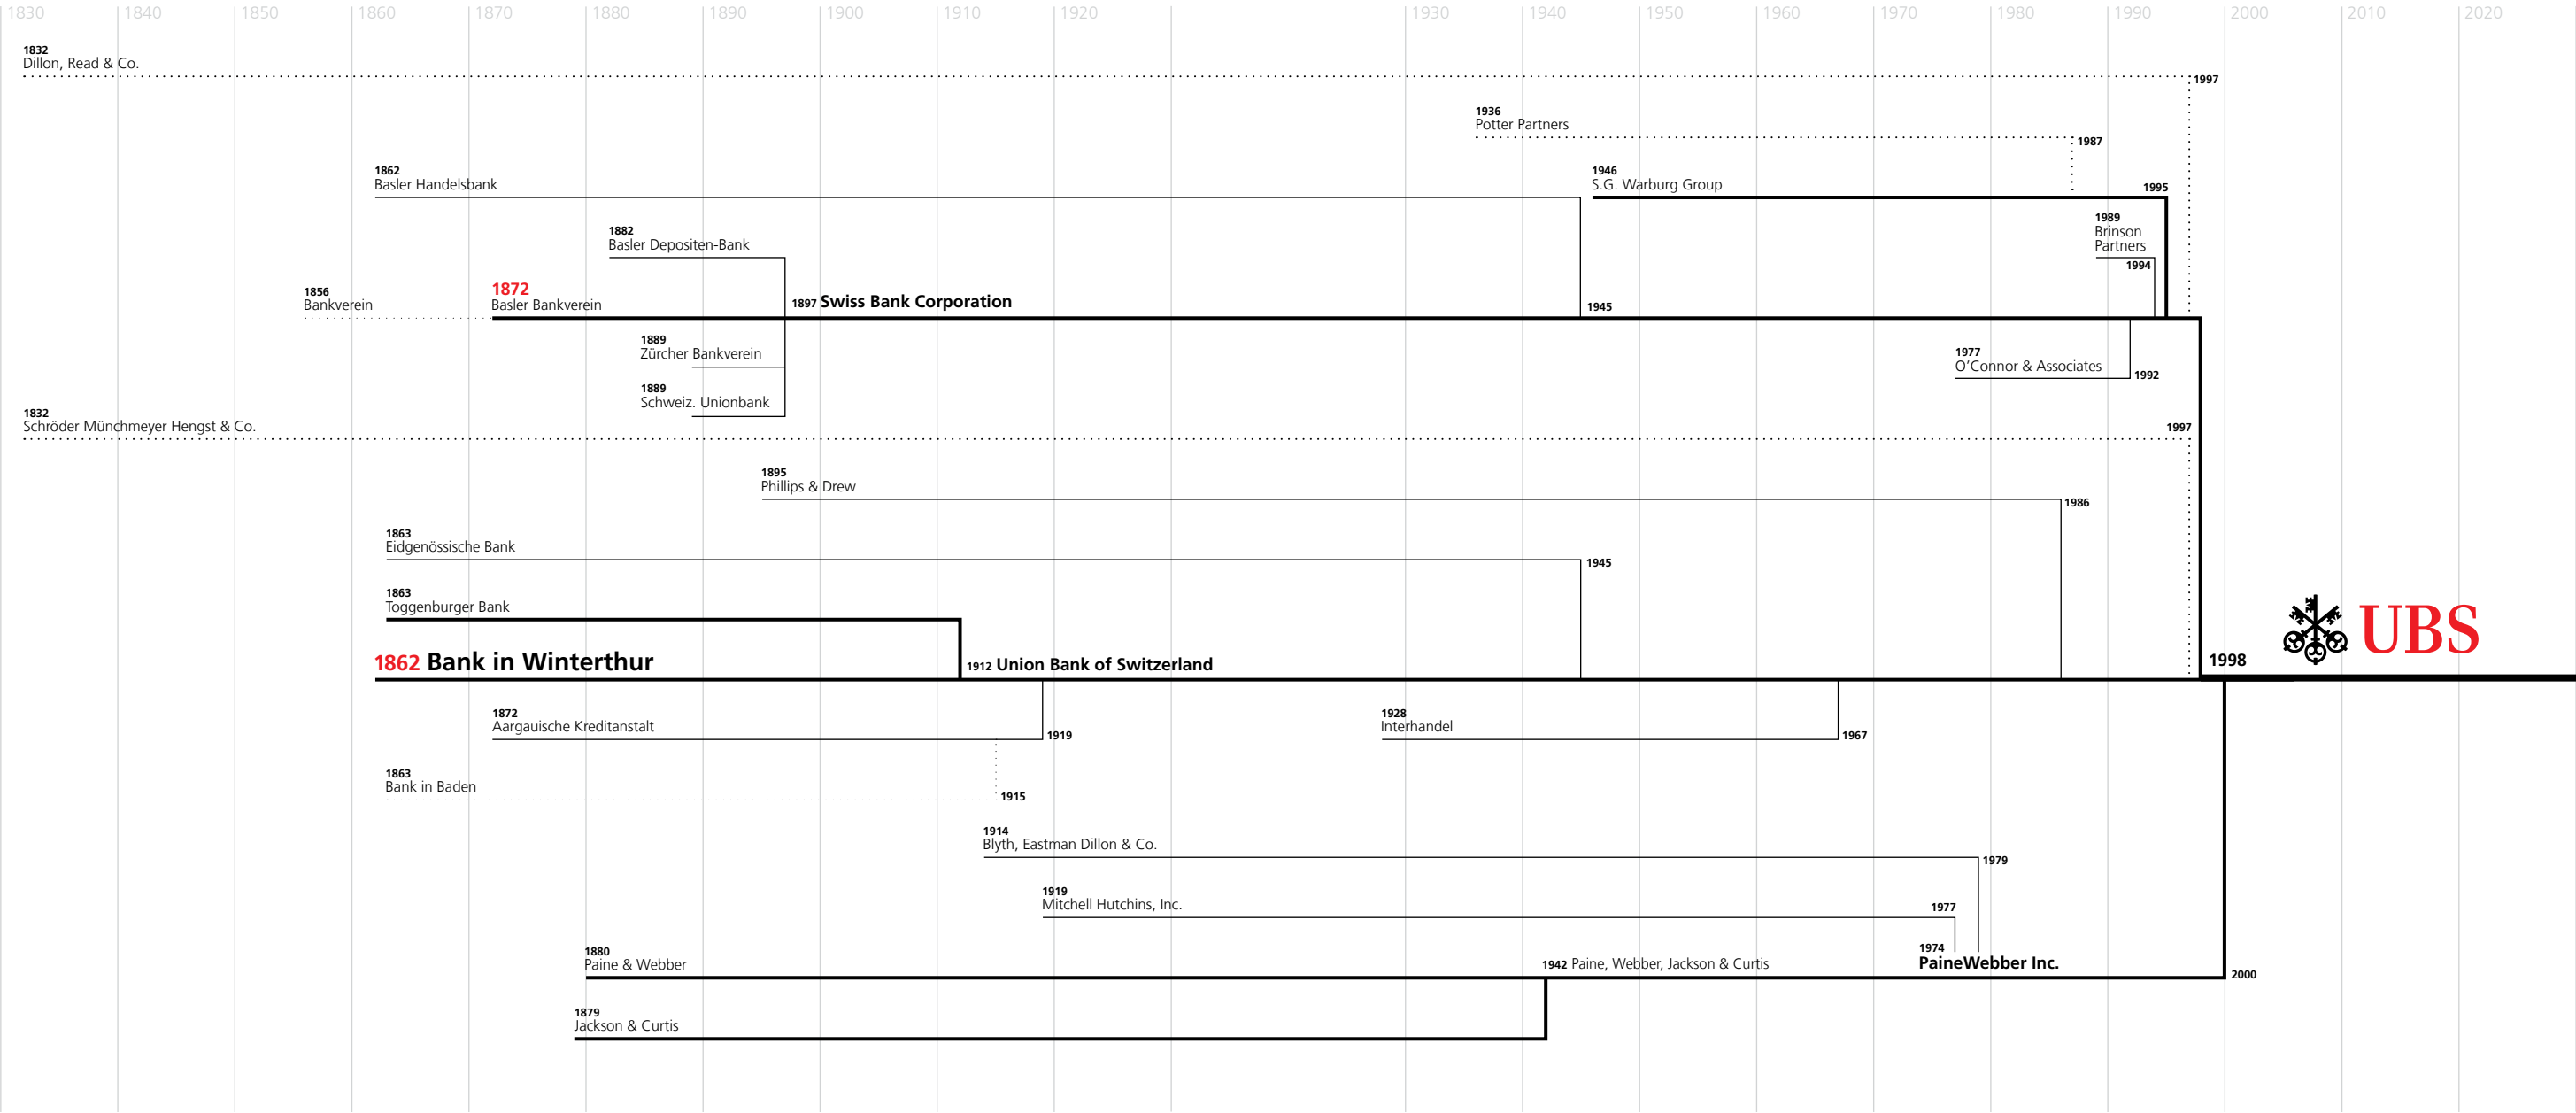 1830 1840 1850 1860 1870 1880 1890 1900 1910 1920 1930 1940 1950 1960 1970 1980 1990 2000 2010 2020
1832
Dillon, Read & Co.
1997
1936
Potter Partners
1987
1862
Basler Handelsbank
1946
S.G. Warburg Group
1995
1989
Brinson
Partners
1994
1882
Basler Depositen-Bank
1856
Bankverein
1872
Basler Bankverein
1897 Swiss Bank Corporation
1945
1889
Zürcher Bankverein
1977
O’Connor & Associates
1992
1889
Schweiz. Unionbank
1832
Schröder Münchmeyer Hengst & Co.
1997
1895
Phillips & Drew
1986
1863
Eidgenössische Bank
1945
1863
Toggenburger Bank
1862 Bank in Winterthur
1912 Union Bank of Switzerland
1998
UBS
1872
Aargauische Kreditanstalt
1919
1928
Interhandel
1967
1863
Bank in Baden
1915
1914
Blyth, Eastman Dillon & Co.
1979
1919
Mitchell Hutchins, Inc.
1977
1880
Paine & Webber
1942 Paine, Webber, Jackson & Curtis
1974
PaineWebber Inc.
2000
1879
Jackson & Curtis